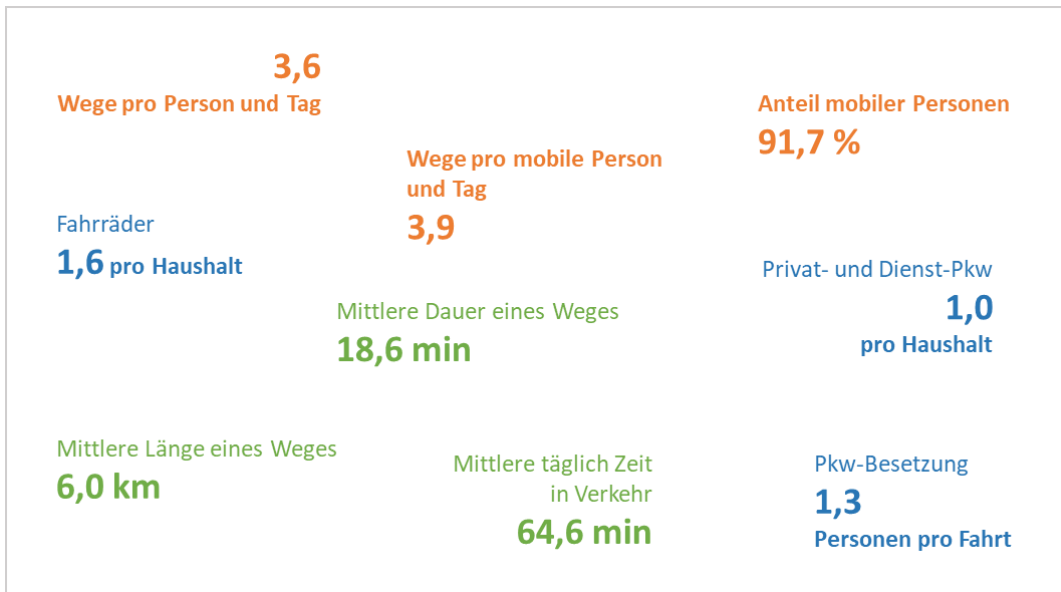 3,6
Wege pro Person und Tag
Anteil mobiler Personen
91,7 %
Wege pro mobile Person
und Tag
3,9
Fahrräder
1,6 pro Haushalt
Privat- und Dienst-Pkw
1,0
pro Haushalt
Mittlere Dauer eines Weges
18,6 min
Mittlere Länge eines Weges
6,0 km
Mittlere täglich Zeit
in Verkehr
64,6 min
Pkw-Besetzung
1,3
Personen pro Fahrt